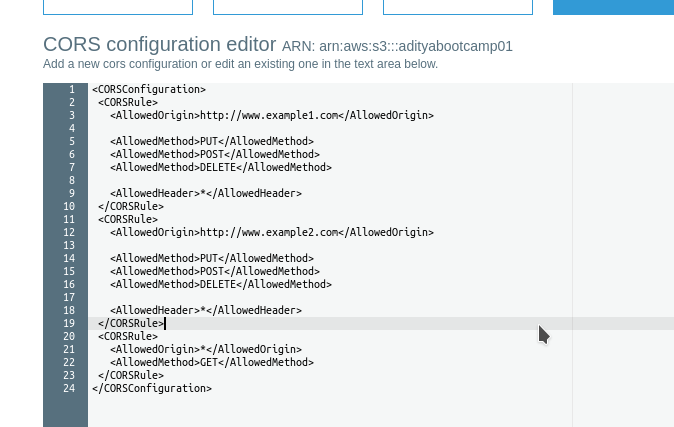 CORS configuration editor ARN: arn:aws:s3:::adityabootcamp01
Add a new cors configuration or edit an existing one in the text area below.
1 <CORSConfiguration>
2 <CORSRule>
3 <AllowedOrigin>http://www.example1.com</AllowedOrigin>
4
5 <AllowedMethod>PUT</AllowedMethod>
6 <AllowedMethod>POST</AllowedMethod>
7 <AllowedMethod>DELETE</AllowedMethod>
8
9 <AllowedHeader>*</AllowedHeader>
10 </CORSRule>
11 <CORSRule>
12 <AllowedOrigin>http://www.example2.com</AllowedOrigin>
13
14 <AllowedMethod>PUT</AllowedMethod>
15 <AllowedMethod>POST</AllowedMethod>
16 <AllowedMethod>DELETE</AllowedMethod>
17
18 <AllowedHeader>*</AllowedHeader>
19 </CORSRule>
20 <CORSRule>
21 <AllowedOrigin>*</AllowedOrigin>
22 <AllowedMethod>GET</AllowedMethod>
23 </CORSRule>
24 </CORSConfiguration>